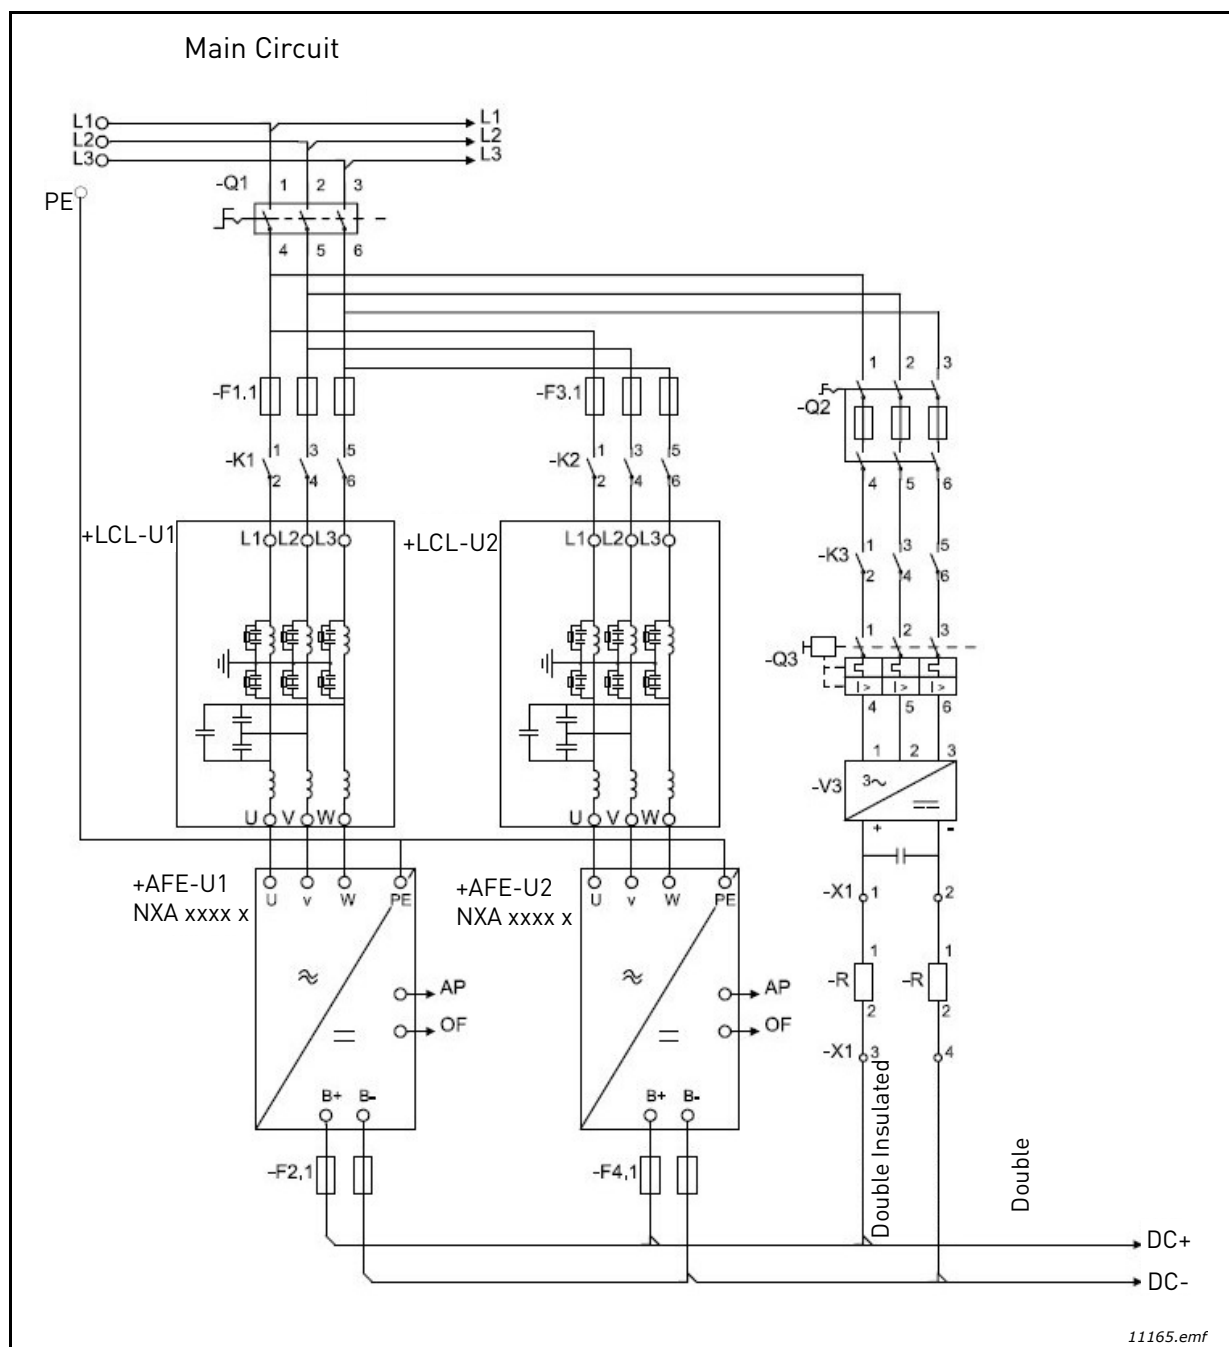 Main Circuit
L1 L1
L2 L2
L3 L3
PE
-Q1 1 2 3
4 5 6
1 2 3
-F1.1 -F3.1
-Q2
-K1 1 3 5
2 4 6
-K2 1 3 5
2 4 6
4 5 6
+LCL-U1 L1 L2 L3
+LCL-U2 L1 L2 L3
-K3 1 3 5
2 4 6
1 2 3
-Q3
I> I> I>
4 5 6
1 2 3
-V3 3~
U V W
U V W
+ -
+AFE-U1
NXA xxxx x
U v W PE
+AFE-U2
NXA xxxx x
U v W PE
-X1 1 2
1 1
-R -R
2 2
AP AP
OF OF
-X1 3 4
B+ B-
B+ B-
Double Insulated
Double
-F2,1 -F4,1
DC+
DC-
11165.emf